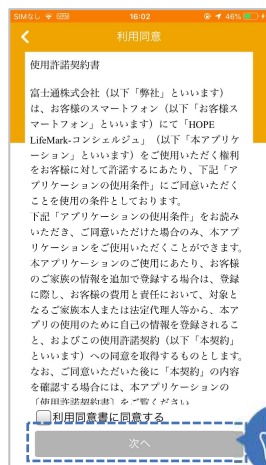 SIMなし 16:02 46%
利用同意
使用許諾契約書
富士通株式会社（以下「弊社」といいます）
は、お客様のスマートフォン（以下「お客様ス
マートフォン」といいます）にて「HOPE
LifeMark-コンシェルジュ」（以下「本アプリケ
ーション」といいます）をご使用いただく権利
をお客様に対して許諾するにあたり、下記「ア
プリケーションの使用条件」にご同意いただく
ことを使用の条件としております。
下記「アプリケーションの使用条件」をお読み
いただき、ご同意いただけた場合のみ、本アプ
リケーションをご使用いただくことができます。
本アプリケーションのご使用にあたり、お客様
のご家族の情報を追加で登録する場合は、登録
に際し、お客様の費用と責任において、対象と
なるご家族本人または法定代理人等から、本ア
プリの使用のために自己の情報を登録されるこ
と、およびこの使用許諾契約（以下「本契約」
といいます）への同意を取得するものとします。
なお、ご同意いただいた後に「本契約」の内容
を確認する場合には、本アプリケーションの
「使用許諾契約書」をご覧ください
利用同意書に同意する
次へ